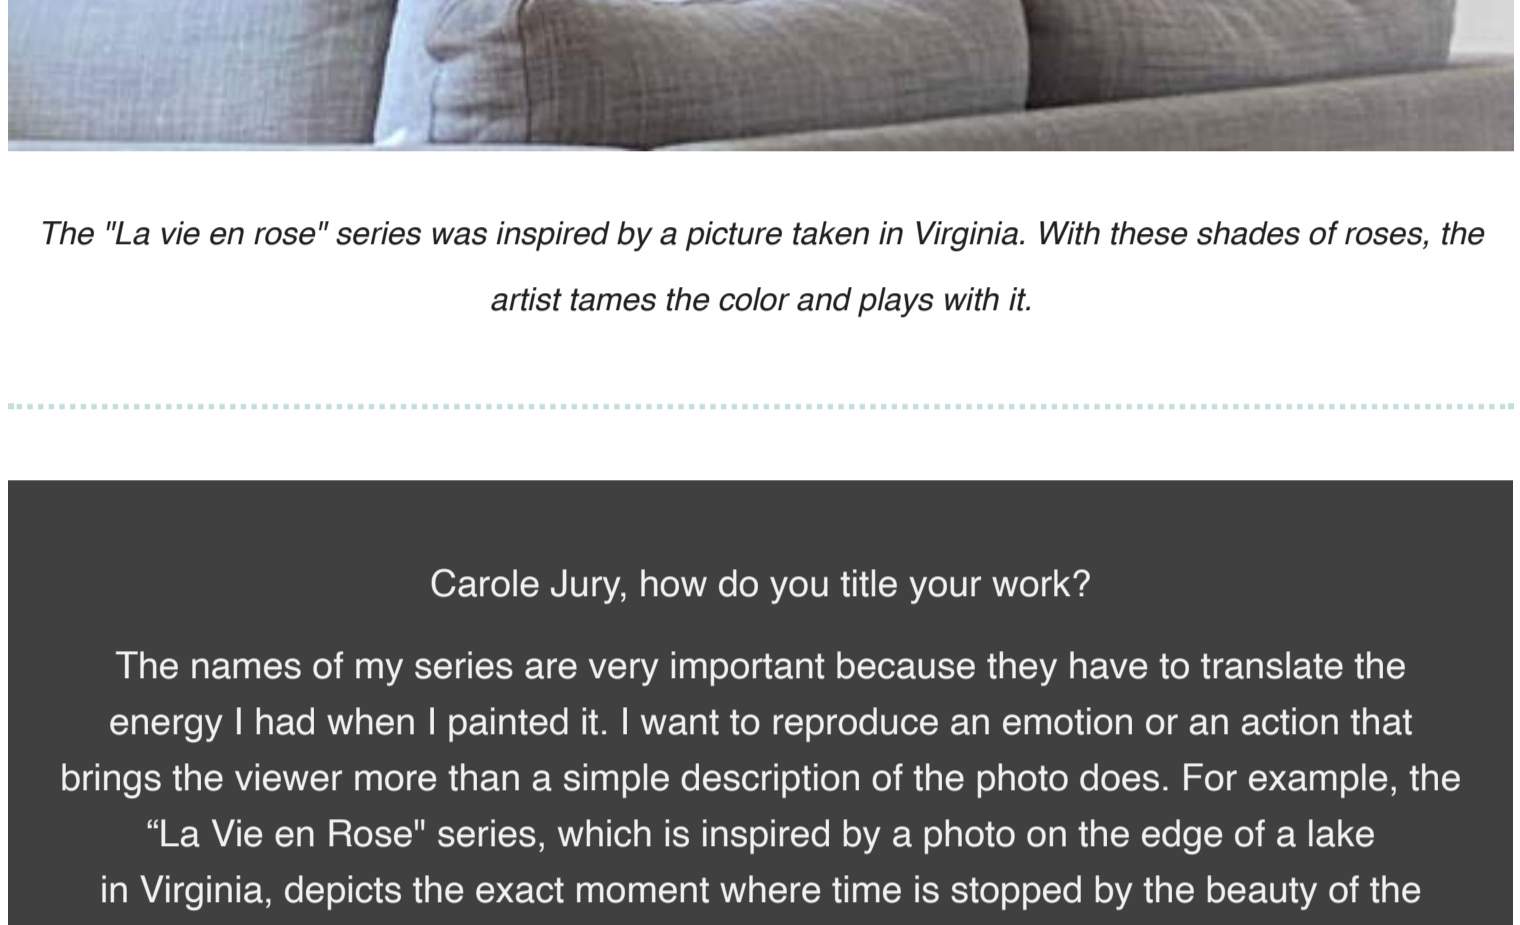 The "La vie en rose" series was inspired by a picture taken in Virginia. With these shades of roses, the
artist tames the color and plays with it.
Carole Jury, how do you title your work?
The names of my series are very important because they have to translate the
energy I had when I painted it. I want to reproduce an emotion or an action that
brings the viewer more than a simple description of the photo does. For example, the
“La Vie en Rose" series, which is inspired by a photo on the edge of a lake
in Virginia, depicts the exact moment where time is stopped by the beauty of the